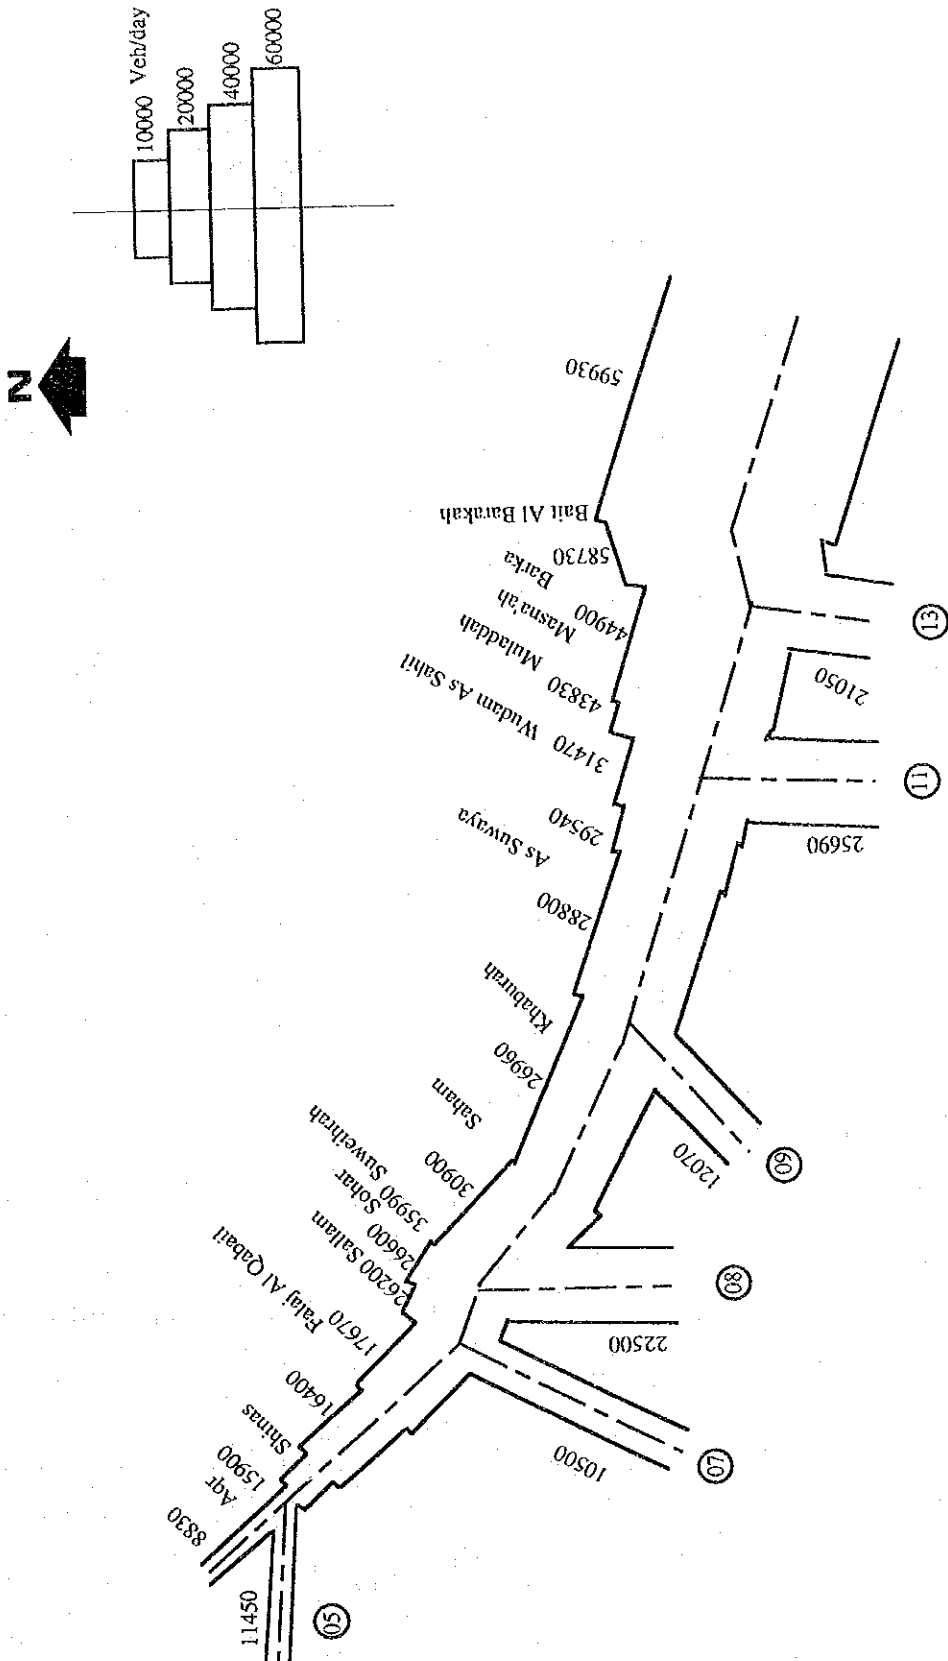 N
10000 Veh/day
20000
40000
60000
59930
Bait Al Barakah
58730
Barka
44900
Masna'ah
43830
Muladdah
31470
Wudam As Sahil
29540
As Suwaya
28800
Khaburah
26960
Saham
30900
Suweihrah
35990
Sohar
26600
26200 Sallam
17670
Falaj Al Qabail
16400
Shinas
15900
Aqr
8830
11450
05
10500
07
22500
08
12070
09
25690
11
21050
13